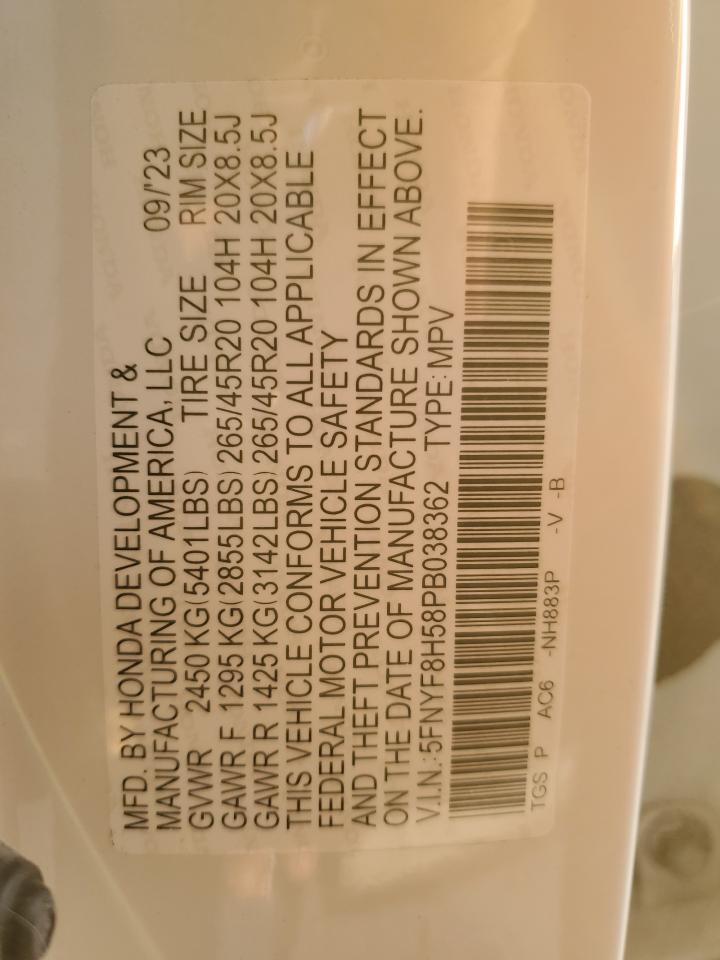 MFD. BY HONDA DEVELOPMENT &
MANUFACTURING OF AMERICA, LLC 09/'23
GVWR 2450 KG(5401LBS) TIRE SIZE RIM SIZE
GAWR F 1295 KG(2855LBS) 265/45R20 104H 20X8.5J
GAWR R 1425 KG(3142LBS) 265/45R20 104H 20X8.5J
THIS VEHICLE CONFORMS TO ALL APPLICABLE
FEDERAL MOTOR VEHICLE SAFETY
AND THEFT PREVENTION STANDARDS IN EFFECT
ON THE DATE OF MANUFACTURE SHOWN ABOVE.
V.I.N.:5FNYF8H58PB038362 TYPE:MPV
TGS P AC6 -NH883P -V -B